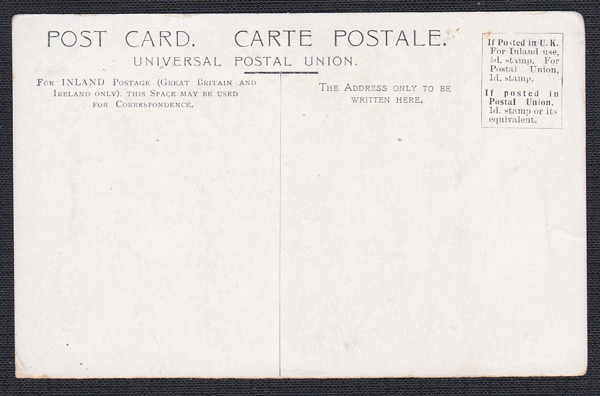 POST CARD. CARTE POSTALE.
UNIVERSAL POSTAL UNION.
For INLAND Postage (Great Britain and
Ireland only). this Space may be used
for Correspondence.
The Address only to be
written here.
If Posted in U.K.
For Inland use,
½d. stamp. For
Postal Union,
1d. stamp.
If posted in
Postal Union.
1d. stamp or its
equivalent.